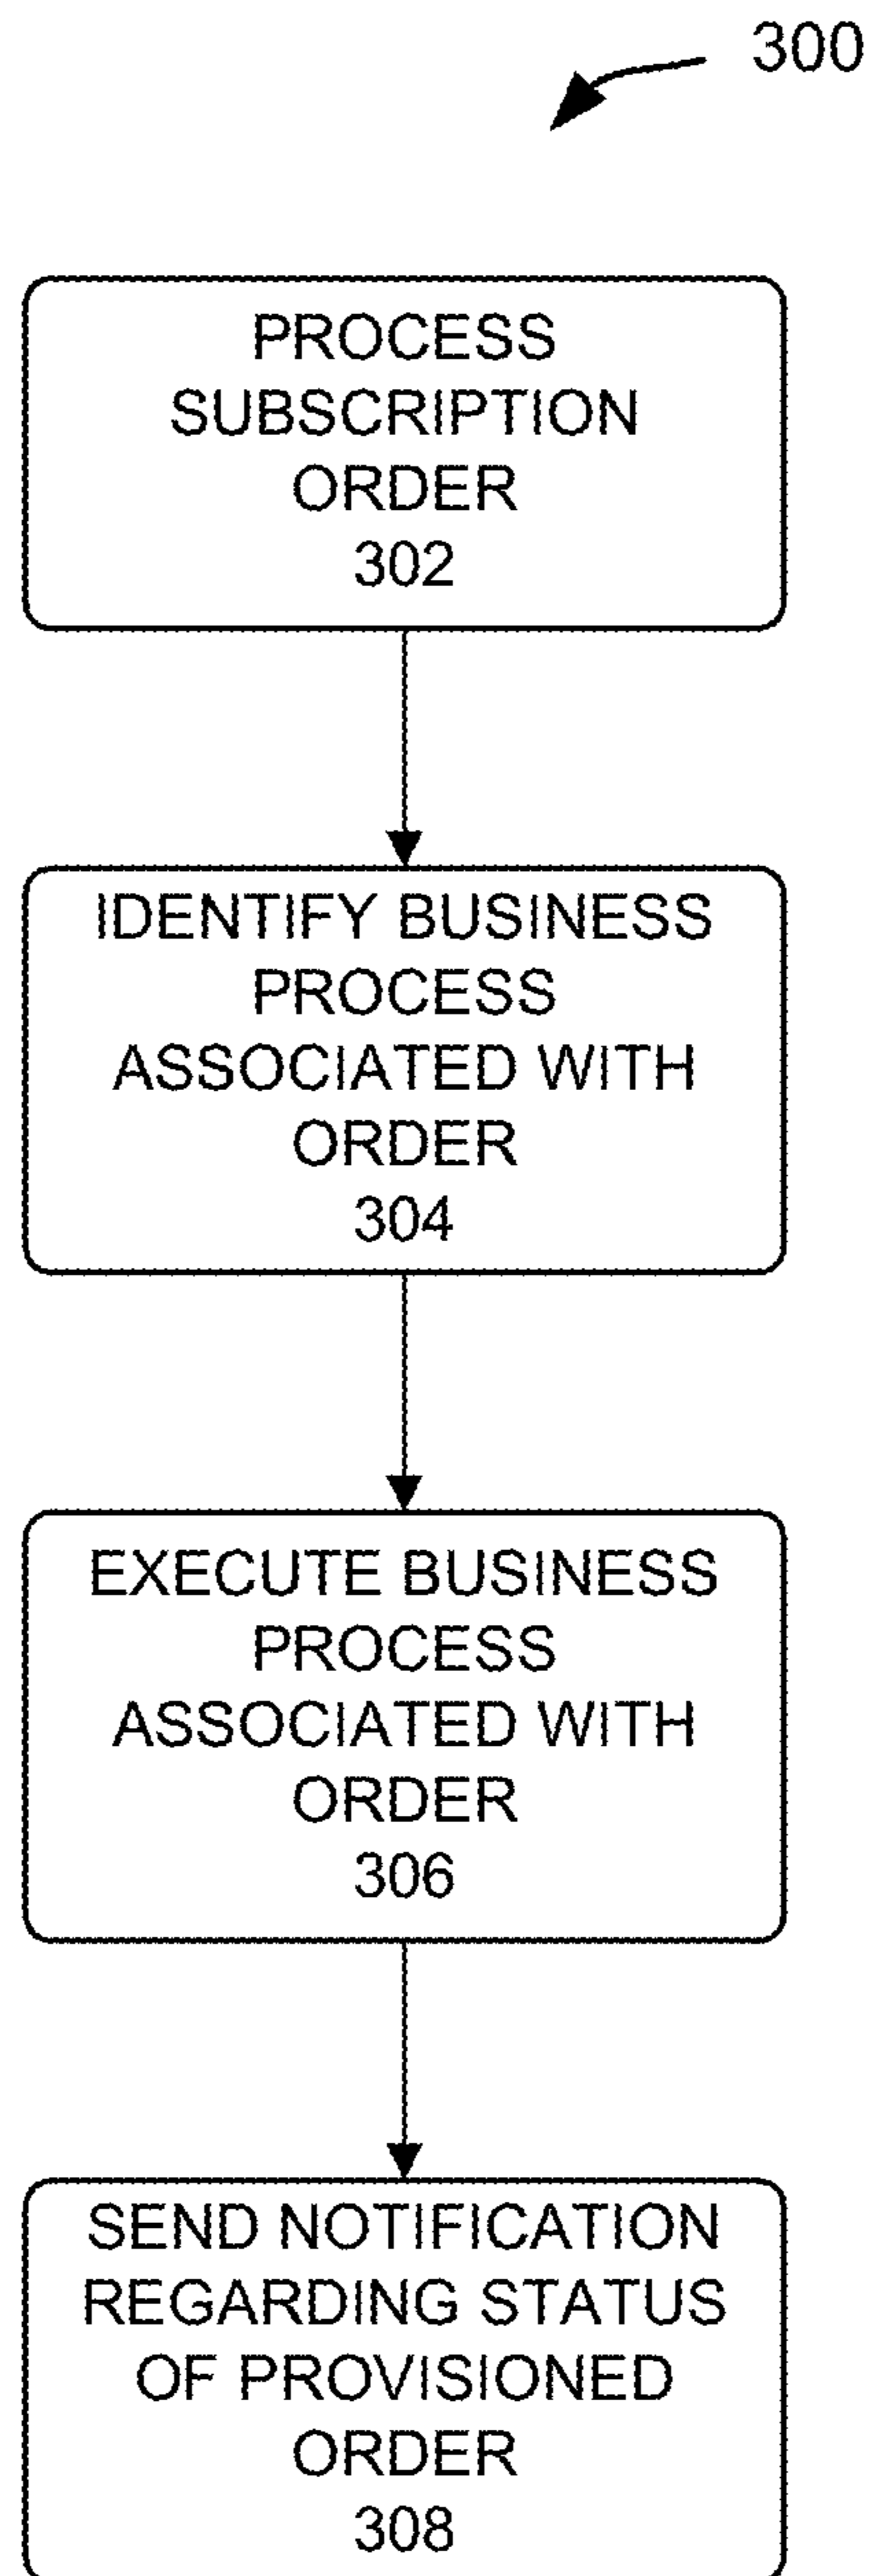 300
PROCESS
SUBSCRIPTION
ORDER
302
IDENTIFY BUSINESS
PROCESS
ASSOCIATED WITH
ORDER
304
EXECUTE BUSINESS
PROCESS
ASSOCIATED WITH
ORDER
306
SEND NOTIFICATION
REGARDING STATUS
OF PROVISIONED
ORDER
308